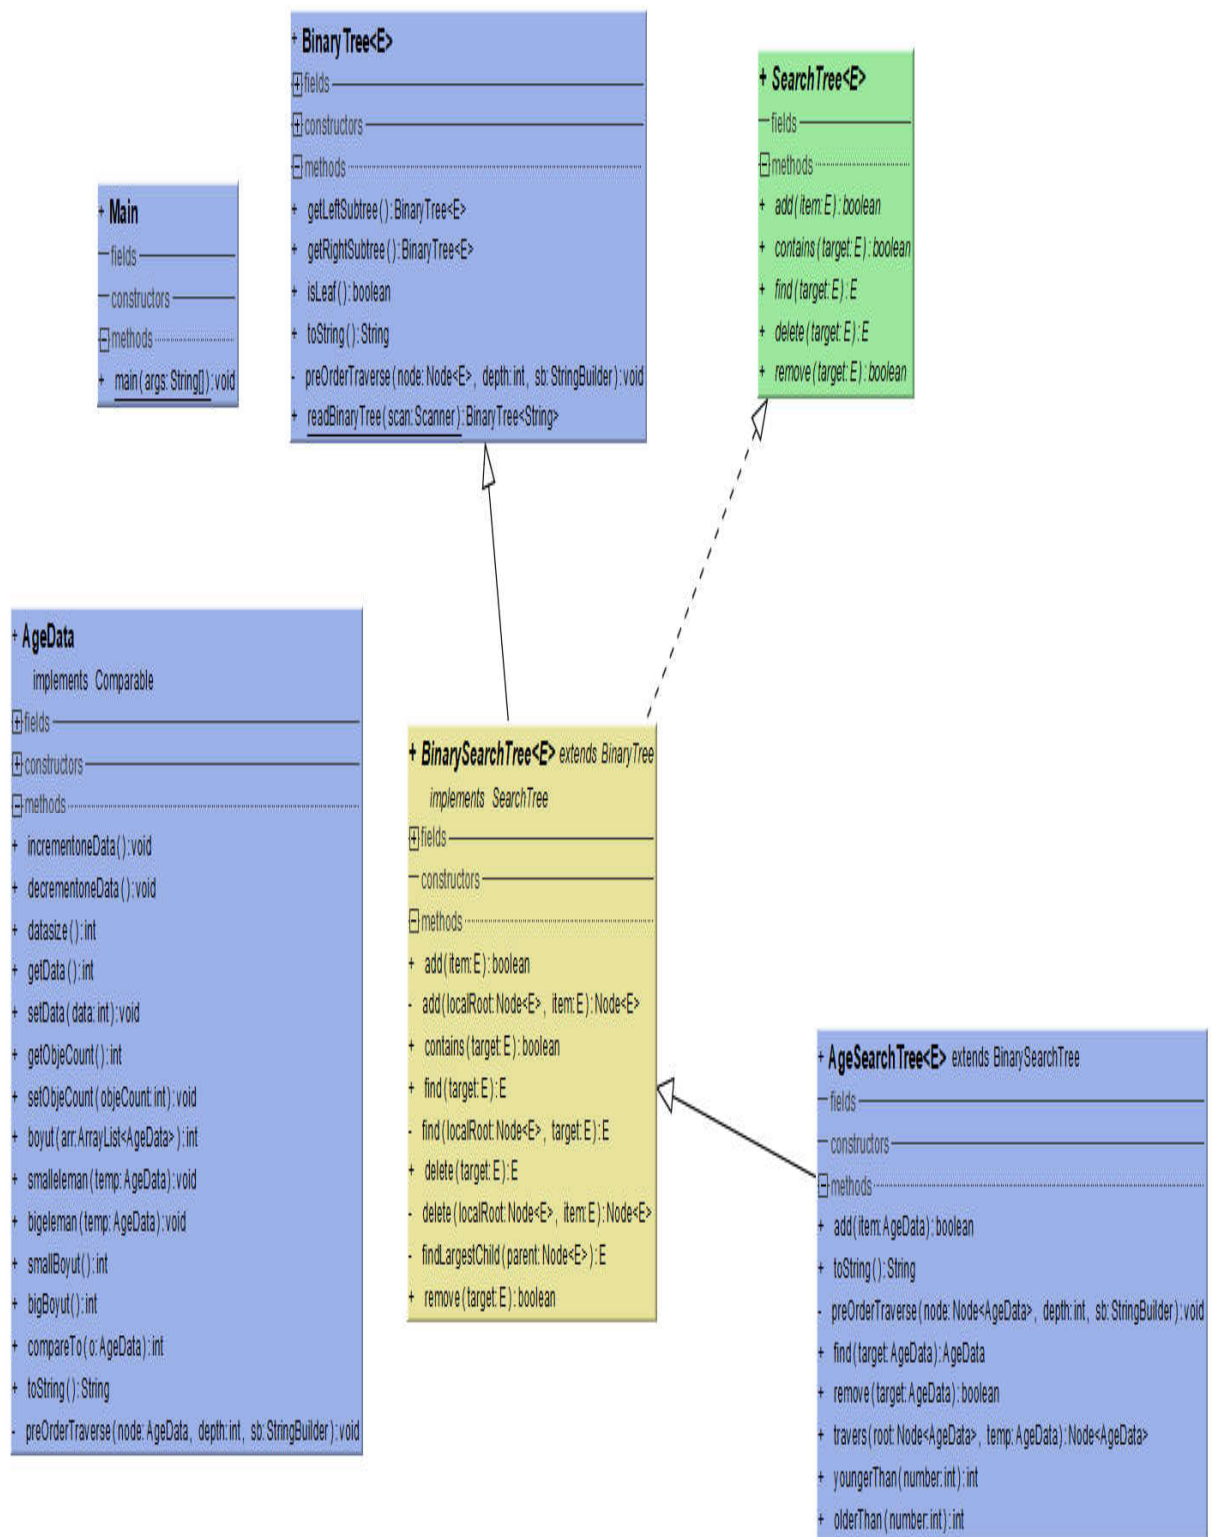 + BinaryTree<E>
fields
constructors
methods
+ getLeftSubtree():BinaryTree<E>
+ getRightSubtree():BinaryTree<E>
+ isLeaf():boolean
+ toString():String
- preOrderTraverse(node:Node<E>, depth:int, sb:StringBuilder):void
+ readBinaryTree(scan:Scanner):BinaryTree<String>
+ SearchTree<E>
fields
methods
+ add(item:E):boolean
+ contains(target:E):boolean
+ find(target:E):E
+ delete(target:E):E
+ remove(target:E):boolean
+ Main
fields
constructors
methods
+ main(args:String[]):void
+ AgeData
implements Comparable
fields
constructors
methods
+ incrementoneData():void
+ decrementoneData():void
+ datasize():int
+ getData():int
+ setData(data:int):void
+ getObjeCount():int
+ setObjeCount(objeCount:int):void
+ boyut(arr:ArrayList<AgeData>):int
+ smalleleman(temp:AgeData):void
+ bigeleman(temp:AgeData):void
+ smallBoyut():int
+ bigBoyut():int
+ compareTo(o:AgeData):int
+ toString():String
- preOrderTraverse(node:AgeData, depth:int, sb:StringBuilder):void
+ BinarySearchTree<E> extends BinaryTree
implements SearchTree
fields
constructors
methods
+ add(item:E):boolean
- add(localRoot:Node<E>, item:E):Node<E>
+ contains(target:E):boolean
+ find(target:E):E
- find(localRoot:Node<E>, target:E):E
+ delete(target:E):E
- delete(localRoot:Node<E>, item:E):Node<E>
- findLargestChild(parent:Node<E>):E
+ remove(target:E):boolean
+ AgeSearchTree<E> extends BinarySearchTree
fields
constructors
methods
+ add(item:AgeData):boolean
+ toString():String
- preOrderTraverse(node:Node<AgeData>, depth:int, sb:StringBuilder):void
+ find(target:AgeData):AgeData
+ remove(target:AgeData):boolean
+ travers(root:Node<AgeData>, temp:AgeData):Node<AgeData>
+ youngerThan(number:int):int
+ olderThan(number:int):int